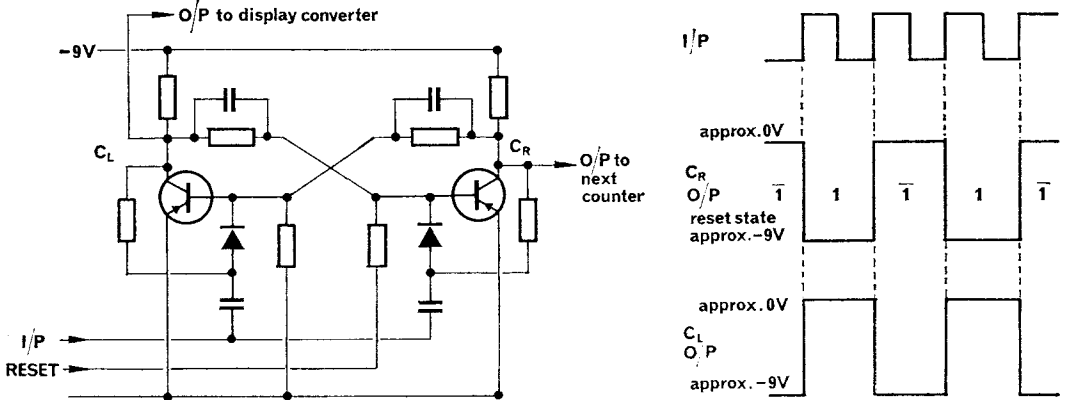 O/P to display converter
-9V
C_L
C_R
O/P to
next
counter
I/P
RESET
I/P
approx.0V
C_R
O/P
reset state
approx.-9V
1̅ 1 1̅ 1 1̅
approx.0V
C_L
O/P
approx.-9V